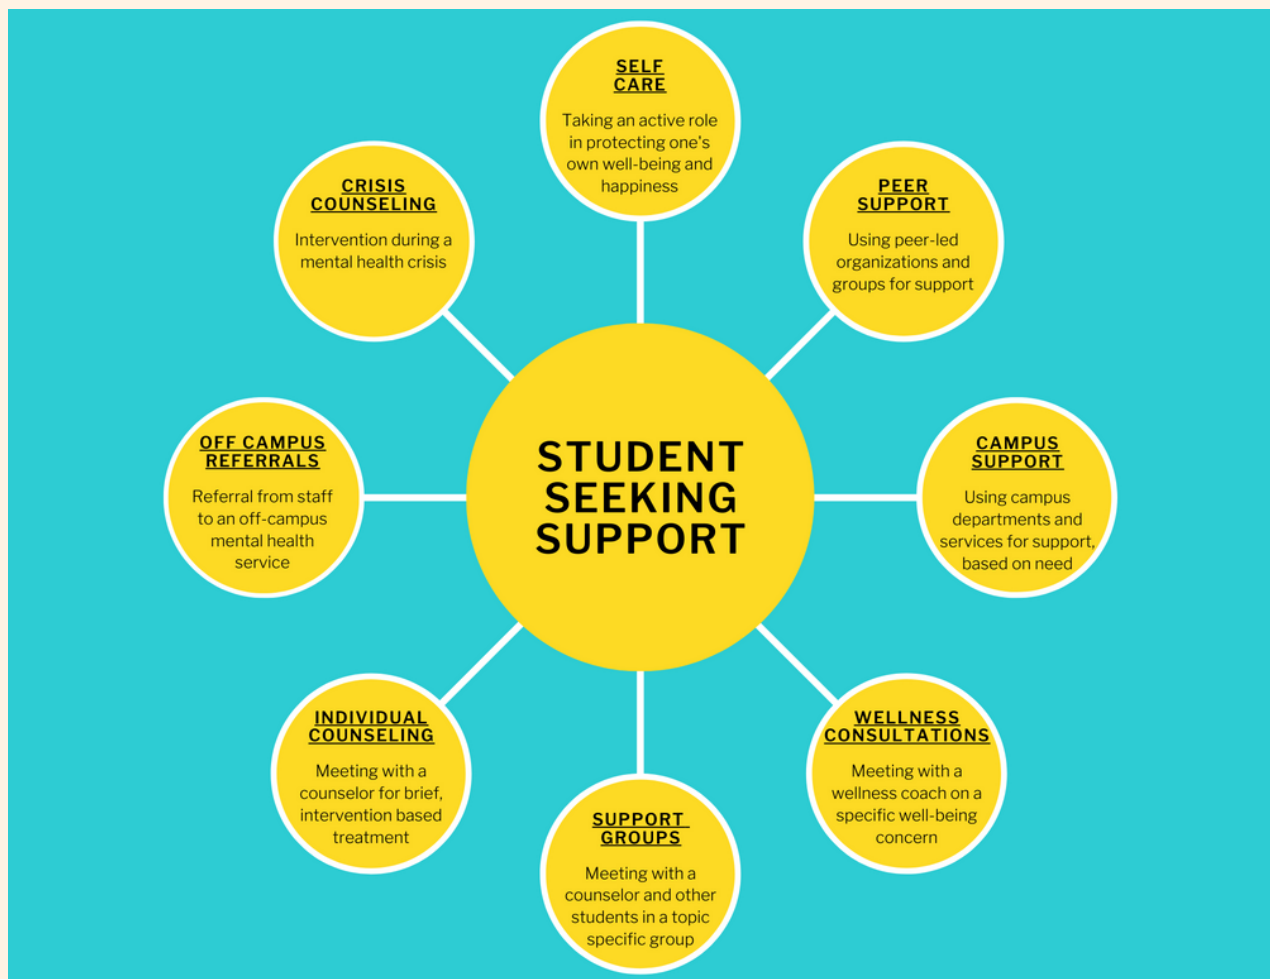 SELF
CARE
Taking an active role
in protecting one's
own well-being and
happiness
PEER
SUPPORT
Using peer-led
organizations and
groups for support
CAMPUS
SUPPORT
Using campus
departments and
services for support,
based on need
WELLNESS
CONSULTATIONS
Meeting with a
wellness coach on a
specific well-being
concern
SUPPORT
GROUPS
Meeting with a
counselor and other
students in a topic
specific group
INDIVIDUAL
COUNSELING
Meeting with a
counselor for brief,
intervention based
treatment
OFF CAMPUS
REFERRALS
Referral from staff
to an off-campus
mental health
service
CRISIS
COUNSELING
Intervention during a
mental health crisis
STUDENT
SEEKING
SUPPORT